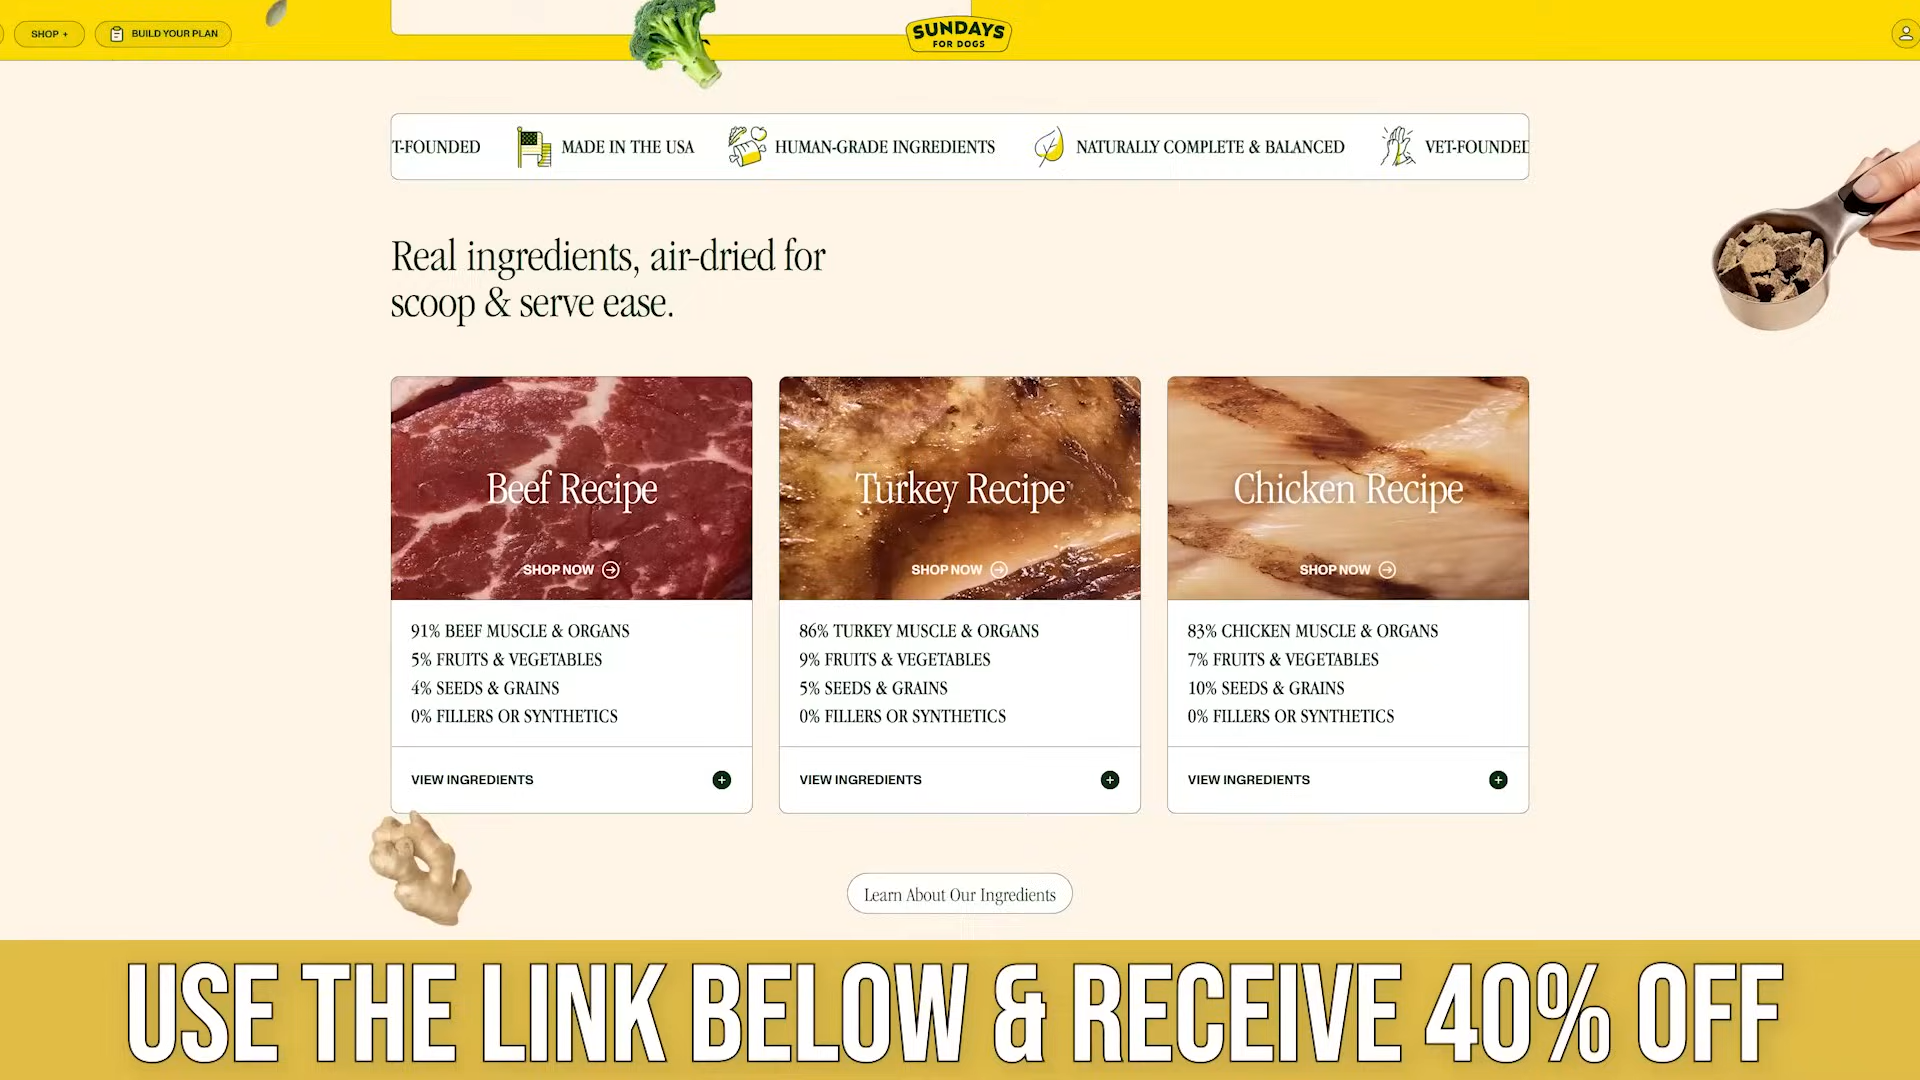 SHOP +
BUILD YOUR PLAN
SUNDAYS
FOR DOGS
T-FOUNDED
MADE IN THE USA
HUMAN-GRADE INGREDIENTS
NATURALLY COMPLETE & BALANCED
VET-FOUNDED
Real ingredients, air-dried for
scoop & serve ease.
Beef Recipe
SHOP NOW
91% BEEF MUSCLE & ORGANS
5% FRUITS & VEGETABLES
4% SEEDS & GRAINS
0% FILLERS OR SYNTHETICS
VIEW INGREDIENTS
Turkey Recipe
SHOP NOW
86% TURKEY MUSCLE & ORGANS
9% FRUITS & VEGETABLES
5% SEEDS & GRAINS
0% FILLERS OR SYNTHETICS
VIEW INGREDIENTS
Chicken Recipe
SHOP NOW
83% CHICKEN MUSCLE & ORGANS
7% FRUITS & VEGETABLES
10% SEEDS & GRAINS
0% FILLERS OR SYNTHETICS
VIEW INGREDIENTS
Learn About Our Ingredients
USE THE LINK BELOW & RECEIVE 40% OFF